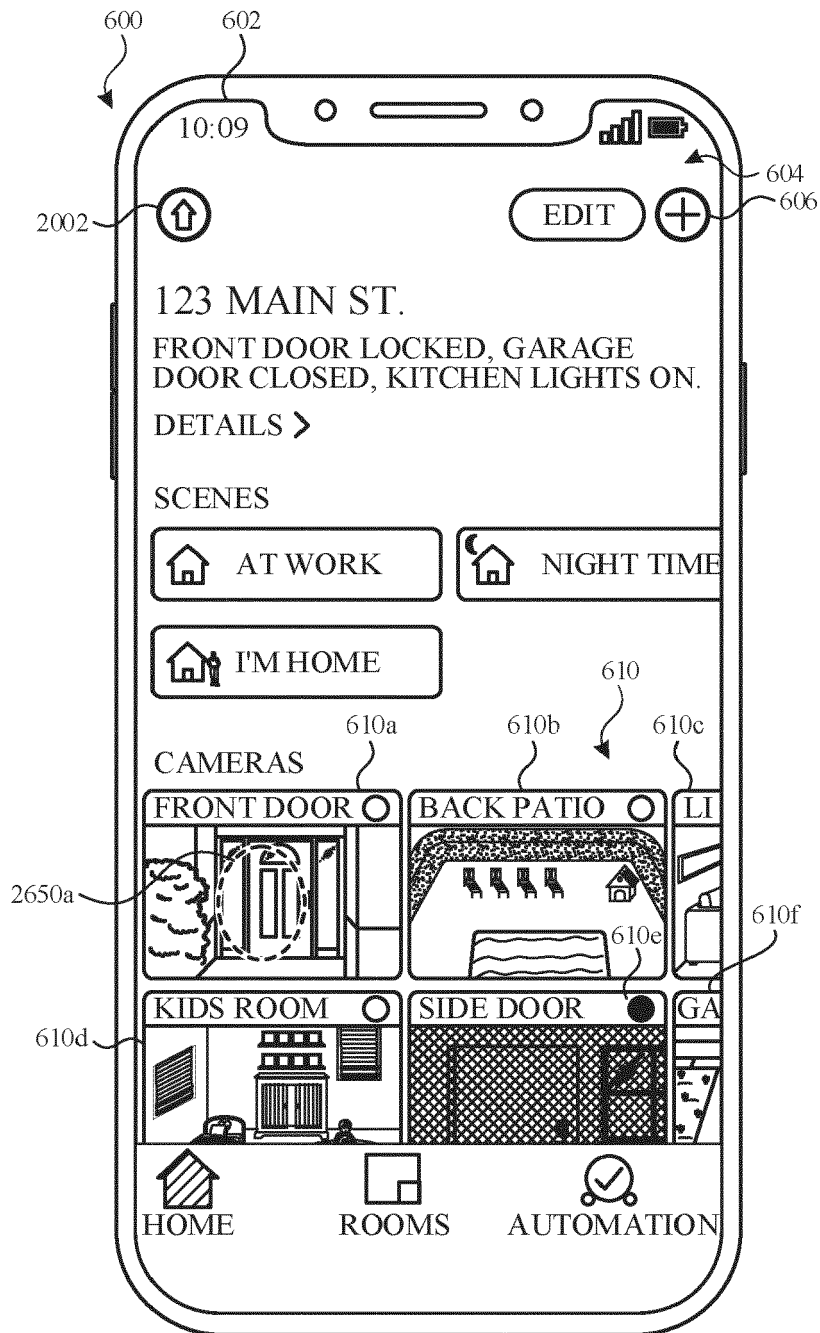 600
602
10:09
604
2002
EDIT
606
123 MAIN ST.
FRONT DOOR LOCKED, GARAGE
DOOR CLOSED, KITCHEN LIGHTS ON.
DETAILS >
SCENES
AT WORK
NIGHT TIME
I'M HOME
610
610a
610b
610c
CAMERAS
FRONT DOOR
BACK PATIO
LI
2650a
610e
610f
KIDS ROOM
SIDE DOOR
GA
610d
HOME
ROOMS
AUTOMATION